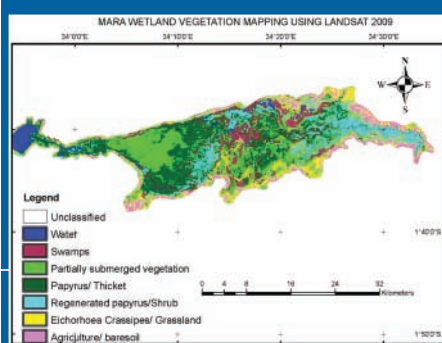 MARA WETLAND VEGETATION MAPPING USING LANDSAT 2009
34°0'0"E 34°10'0"E 34°20'0"E 34°30'0"E
N
W E
S
Legend
Unclassified
Water
Swamps
Partially submerged vegetation
Papyrus/ Thicket
Regenerated papyrus/Shrub
Eichorhoea Crassipes/ Grassland
Agriculture/ baresoil
1°40'0"S
0 4 8 16 24 32
Kilometers
1°50'0"S